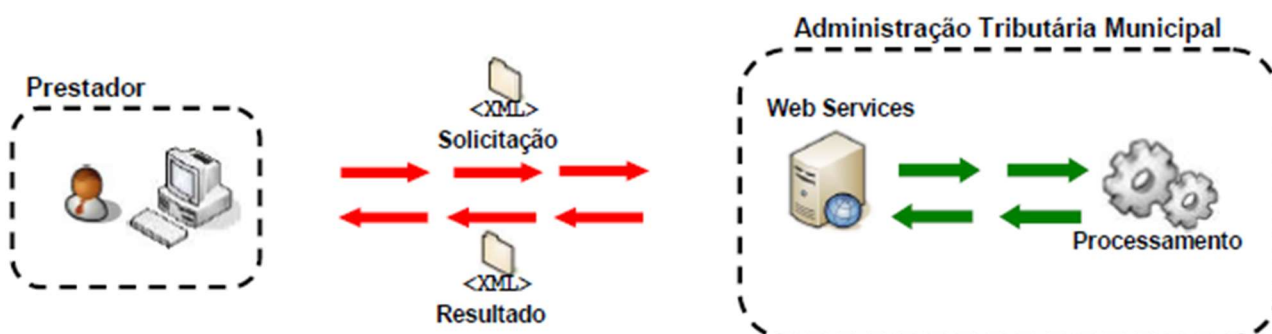 Administração Tributária Municipal
Prestador
<XML>
Solicitação
Web Services
Processamento
<XML>
Resultado